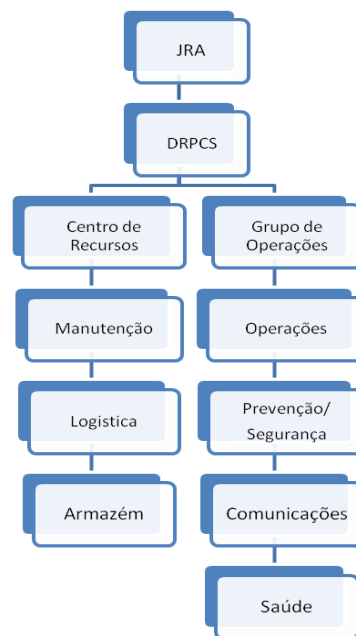 JRA
DRPCS
Centro de
Recursos
Grupo de
Operações
Manutenção
Operações
Logistica
Prevenção/
Segurança
Armazém
Comunicações
Saúde